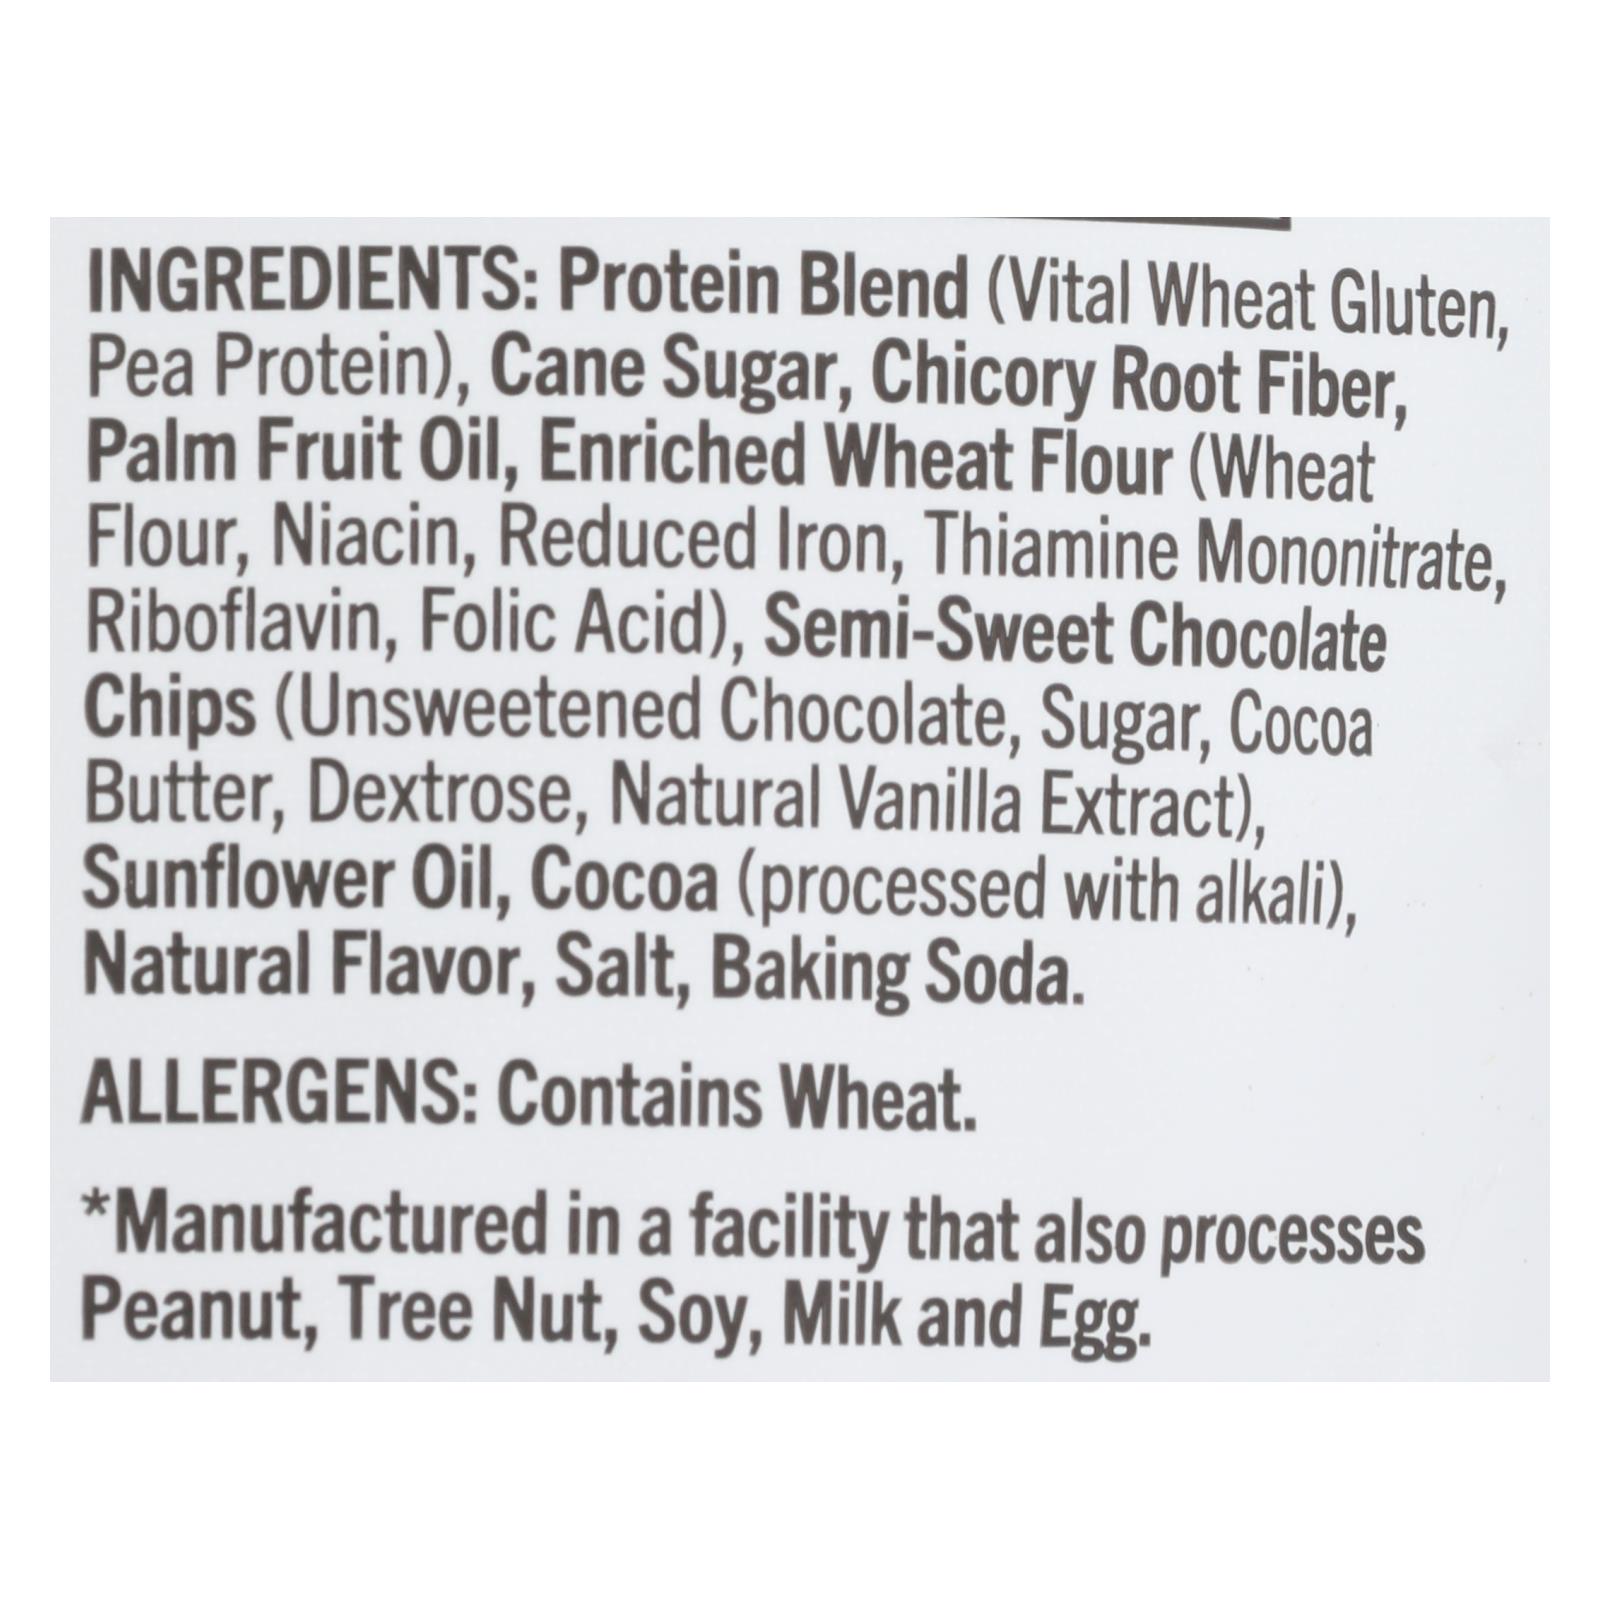 INGREDIENTS: Protein Blend (Vital Wheat Gluten,
Pea Protein), Cane Sugar, Chicory Root Fiber,
Palm Fruit Oil, Enriched Wheat Flour (Wheat
Flour, Niacin, Reduced Iron, Thiamine Mononitrate,
Riboflavin, Folic Acid), Semi-Sweet Chocolate
Chips (Unsweetened Chocolate, Sugar, Cocoa
Butter, Dextrose, Natural Vanilla Extract),
Sunflower Oil, Cocoa (processed with alkali),
Natural Flavor, Salt, Baking Soda.
ALLERGENS: Contains Wheat.
*Manufactured in a facility that also processes
Peanut, Tree Nut, Soy, Milk and Egg.